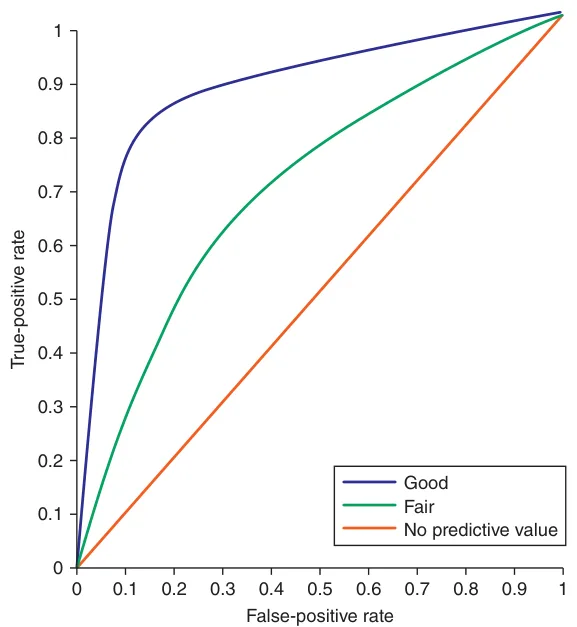 1
0.9
0.8
0.7
0.6
0.5
0.4
0.3
0.2
0.1
0
True-positive rate
Good
Fair
No predictive value
0 0.1 0.2 0.3 0.4 0.5 0.6 0.7 0.8 0.9 1
False-positive rate